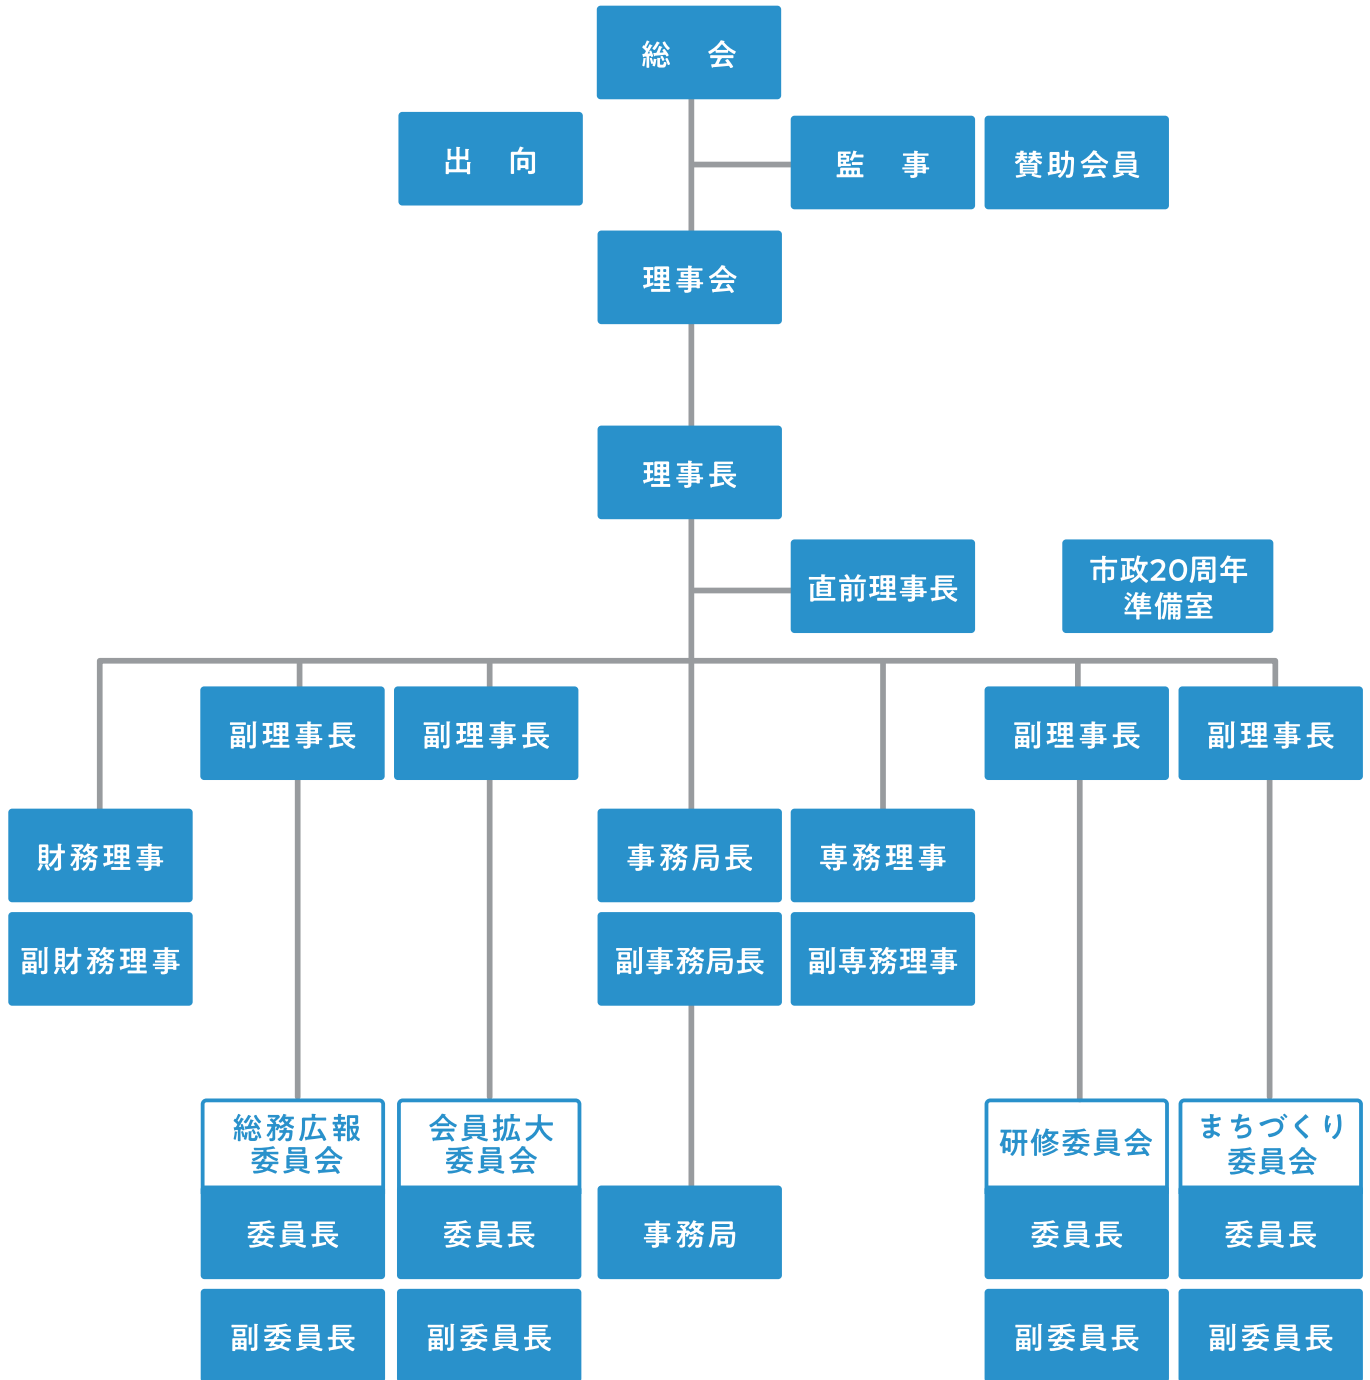 総　会
出　向
監　事
賛助会員
理事会
理事長
直前理事長
市政20周年
準備室
副理事長
副理事長
副理事長
副理事長
財務理事
事務局長
専務理事
副財務理事
副事務局長
副専務理事
総務広報
委員会
会員拡大
委員会
研修委員会
まちづくり
委員会
委員長
委員長
事務局
委員長
委員長
副委員長
副委員長
副委員長
副委員長